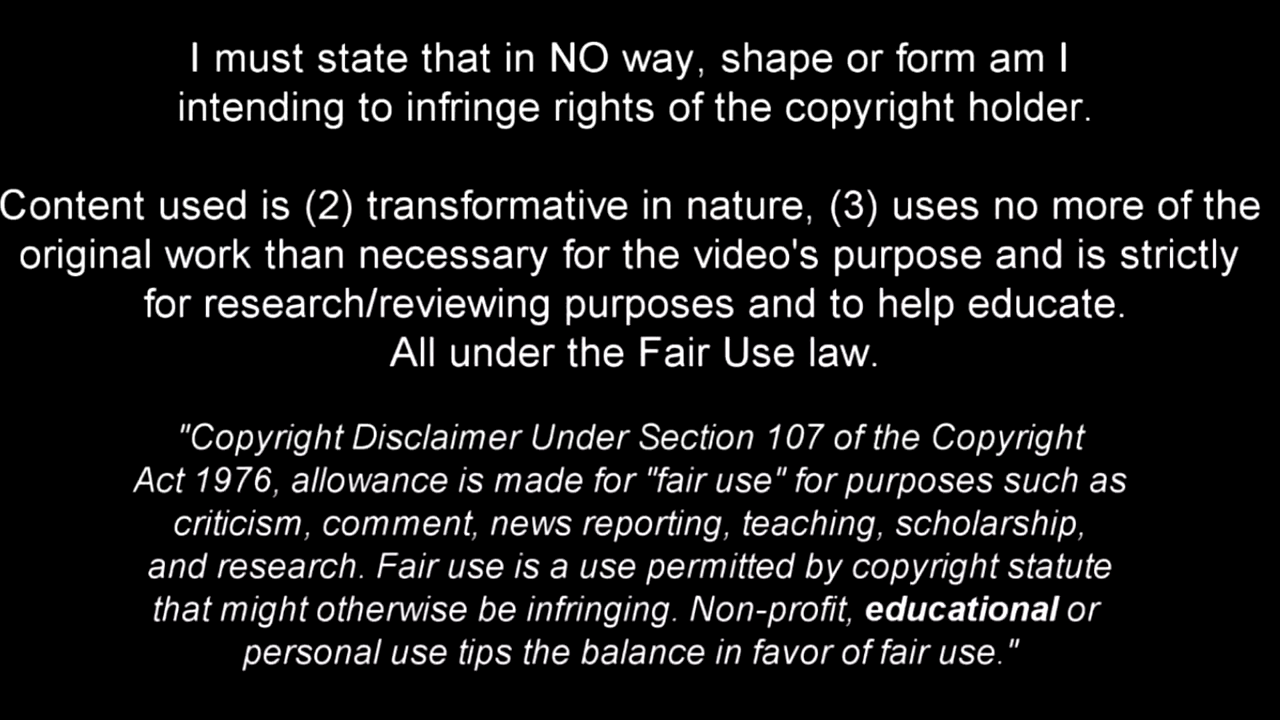 I must state that in NO way, shape or form am I
intending to infringe rights of the copyright holder.
Content used is (2) transformative in nature, (3) uses no more of the
original work than necessary for the video's purpose and is strictly
for research/reviewing purposes and to help educate.
All under the Fair Use law.
"Copyright Disclaimer Under Section 107 of the Copyright
Act 1976, allowance is made for "fair use" for purposes such as
criticism, comment, news reporting, teaching, scholarship,
and research. Fair use is a use permitted by copyright statute
that might otherwise be infringing. Non-profit, educational or
personal use tips the balance in favor of fair use."